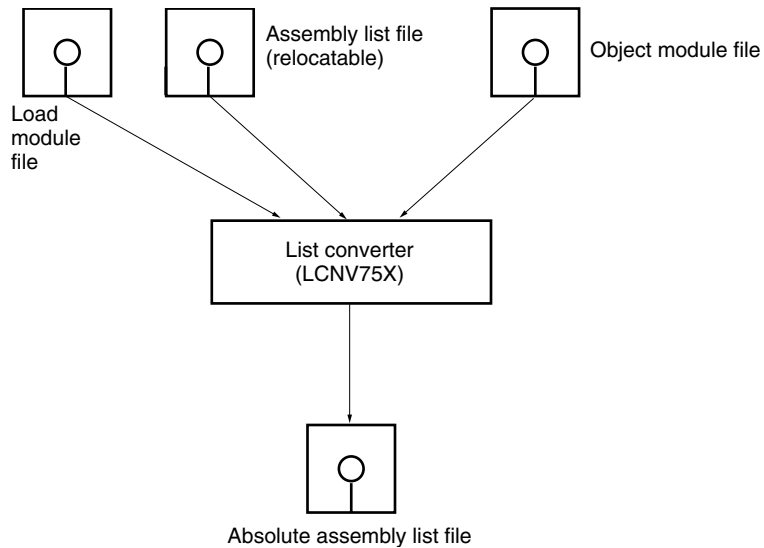 Load
module
file
Assembly list file
(relocatable)
Object module file
List converter
(LCNV75X)
Absolute assembly list file